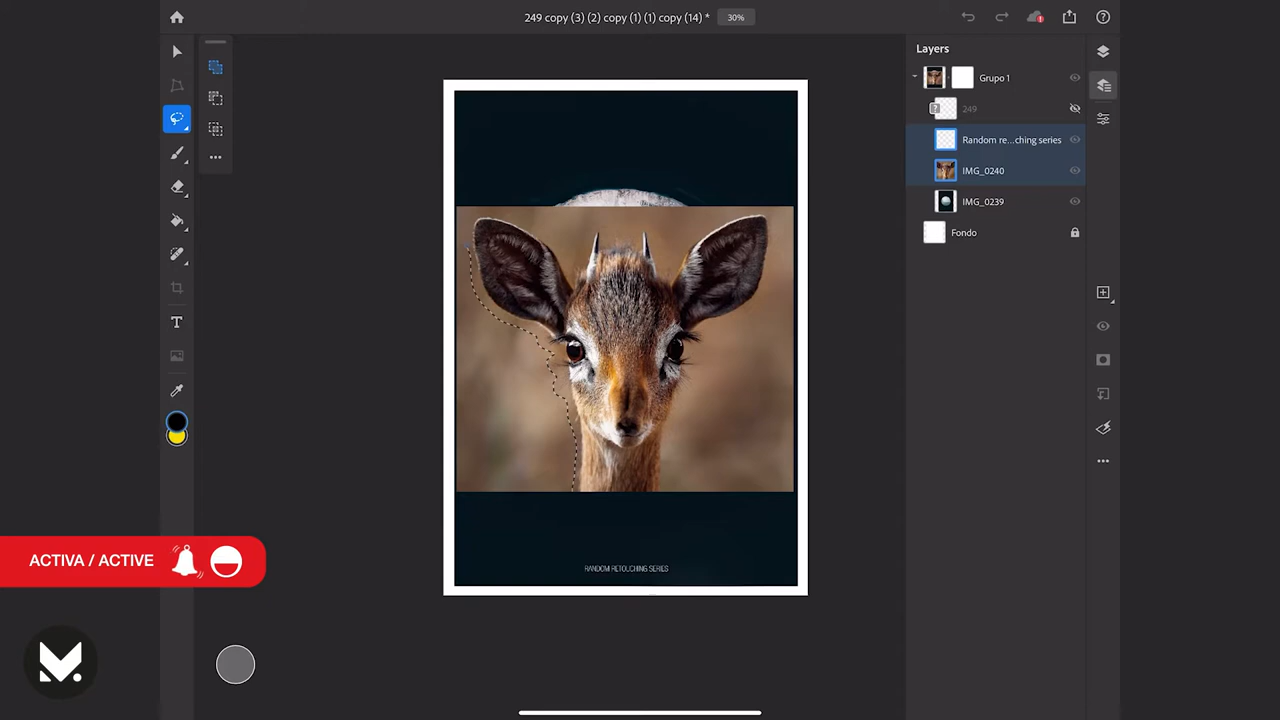 249 copy (3) (2) copy (1) (1) copy (14) *
30%
Layers
Grupo 1
249
Random re...ching series
IMG_0240
IMG_0239
Fondo
T
ACTIVA / ACTIVE
RANDOM RETOUCHING SERIES